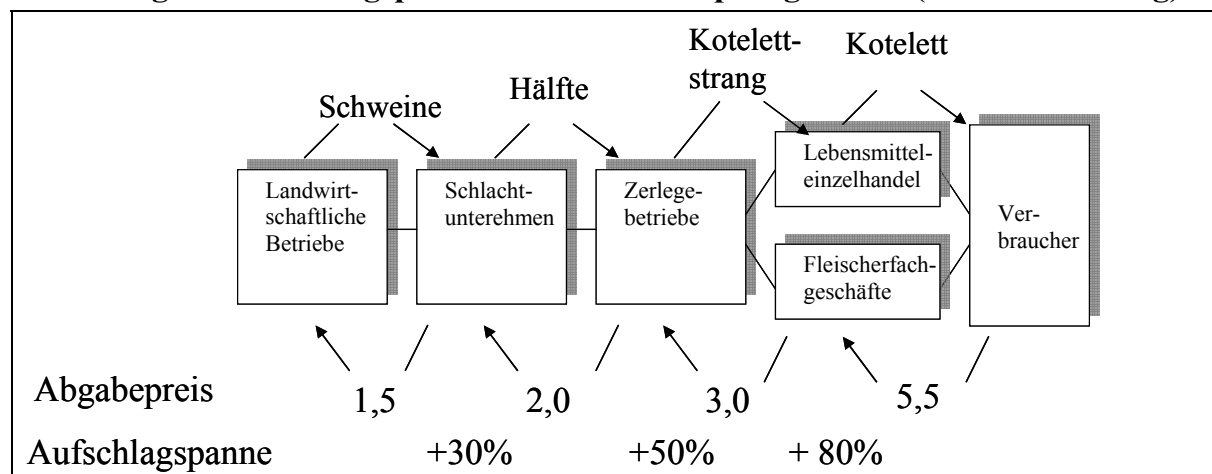 Kotelett-
strang
Kotelett
Hälfte
Schweine
Landwirt-
schaftliche
Betriebe
Schlacht-
unterehmen
Zerlege-
betriebe
Lebensmittel-
einzelhandel
Fleischerfach-
geschäfte
Ver-
braucher
Abgabepreis 1,5 2,0 3,0 5,5
Aufschlagspanne +30% +50% + 80%